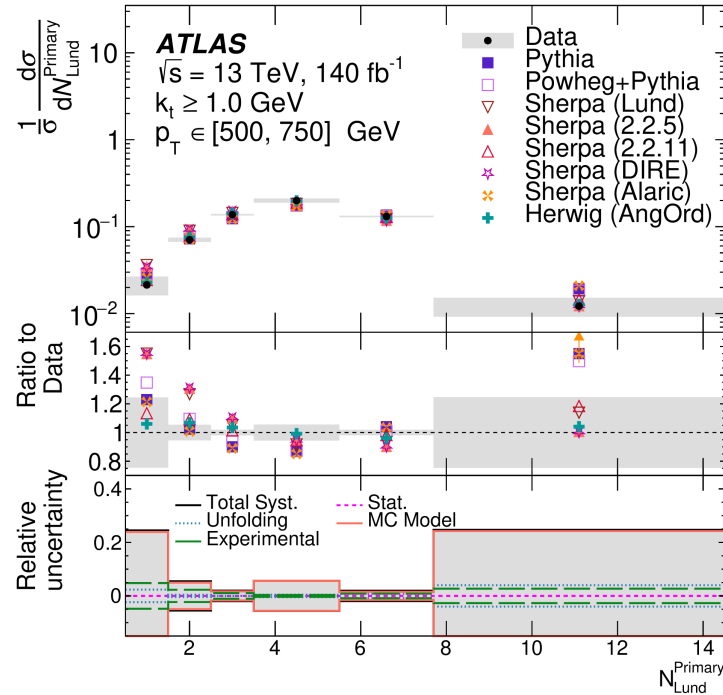 1/σ dσ/dN_Lund^Primary
10
1
10⁻¹
10⁻²
ATLAS
√s = 13 TeV, 140 fb⁻¹
k_t ≥ 1.0 GeV
p_T ∈ [500, 750] GeV
Data
Pythia
Powheg+Pythia
Sherpa (Lund)
Sherpa (2.2.5)
Sherpa (2.2.11)
Sherpa (DIRE)
Sherpa (Alaric)
Herwig (AngOrd)
Ratio to
Data
1.6
1.4
1.2
1
0.8
Relative
uncertainty
0.4
0.2
0
Total Syst.
Unfolding
Experimental
Stat.
MC Model
2 4 6 8 10 12 14
N_Lund^Primary